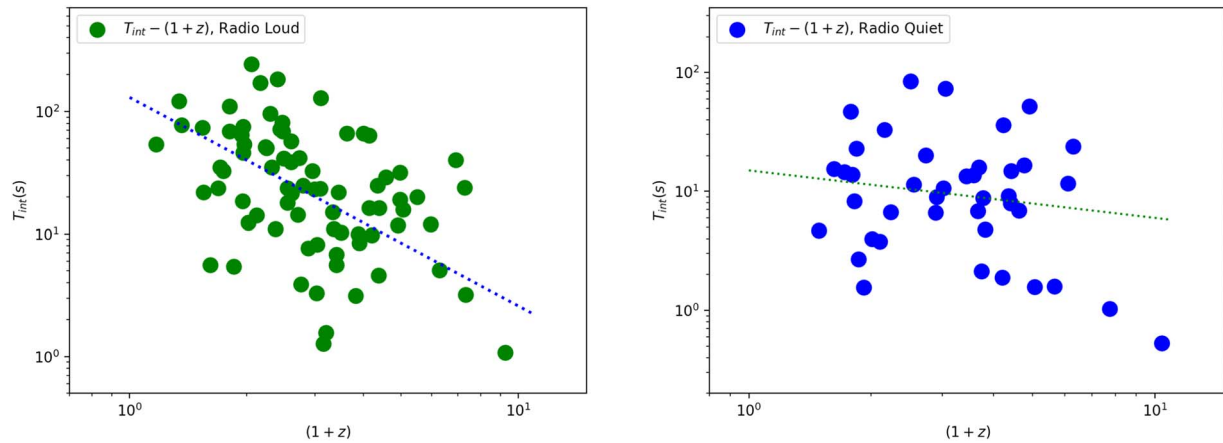 T_int − (1 + z), Radio Loud
10²
10¹
10⁰
T_int(s)
10⁰
10¹
(1 + z)
T_int − (1 + z), Radio Quiet
10²
10¹
10⁰
T_int(s)
10⁰
10¹
(1 + z)